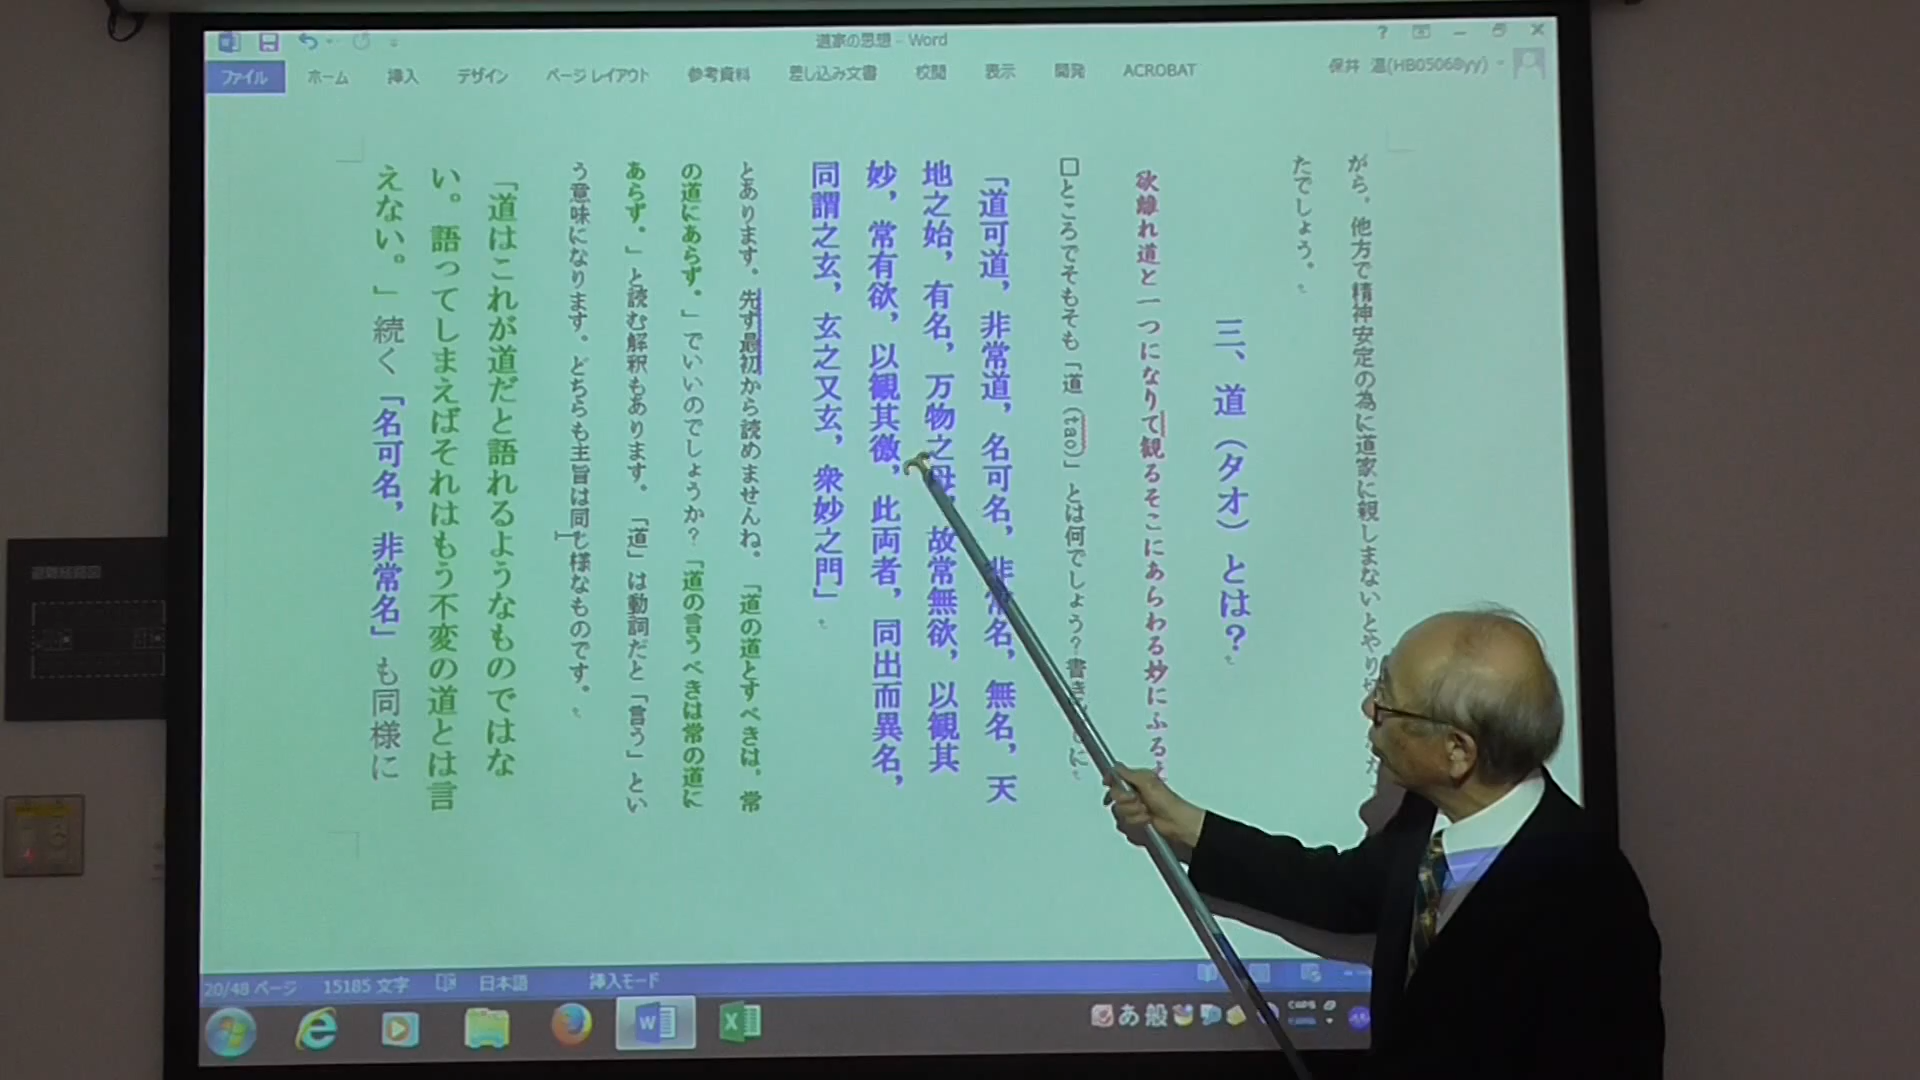 道家の思想 - Word
ファイル ホーム 挿入 デザイン ページ レイアウト 参考資料 差し込み文書 校閲 表示 開発 ACROBAT
保井 温(HB05068yy)
がら，他方で精神安定の為に道家に親しまないとやり
たでしょう。
三、道（タオ）とは？
欲離れ道と一つになりて観るそこにあらわる妙にふるえ
□ところでそもそも「道（tao）」とは何でしょう？書き
「道可道，非常道，名可名，非常名，無名，天
地之始，有名，万物之母，故常無欲，以観其
妙，常有欲，以観其徼，此両者，同出而異名，
同謂之玄，玄之又玄，衆妙之門」
とあります。先ず最初から読めませんね。「道の道とすべきは，常
の道にあらず。」でいいのでしょうか？「道の言うべきは常の道に
あらず。」と読む解釈もあります。「道」は動詞だと「言う」とい
う意味になります。どちらも主旨は同じ様なものです。
「道はこれが道だと語れるようなものではな
い。語ってしまえばそれはもう不変の道とは言
えない。」続く「名可名，非常名」も同様に
20/48 ページ 15185 文字 日本語 挿入モード
あ 般
CAPS
避難経路図